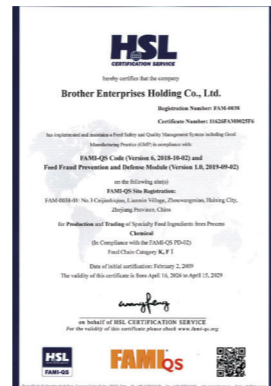 HSL
CERTIFICATION SERVICE
hereby certifies that the company
Brother Enterprises Holding Co., Ltd.
Registration Number: FAM-0038
Certificate Number:
has implemented and maintains a Feed Safety and Quality Management System including Good
Manufacturing Practice (GMP) in compliance with:
FAMI-QS Code (Version 6, 2018-10-02) and
Feed Fraud Prevention and Defense Module (Version 1.0, 2019-09-02)
on the following site(s)
FAMI-QS Site Registration:
FAM-0038-01: No.3 Village, Zhouwangmiao, Haining City,
Zhejiang Province, China
for Production and Trading of Specialty Feed Ingredients from Process
Chemical
(In Compliance with the FAMI-QS PD-02)
Feed Chain Category K, F
Date of initial certification: February 2, 2009
The validity of this certificate is from April 16, 2026 to April 15, 2029
on behalf of HSL CERTIFICATION SERVICE
For the validity of this certificate please check www.fami-qs.org
HSL
FAMI-QS
FAMI QS